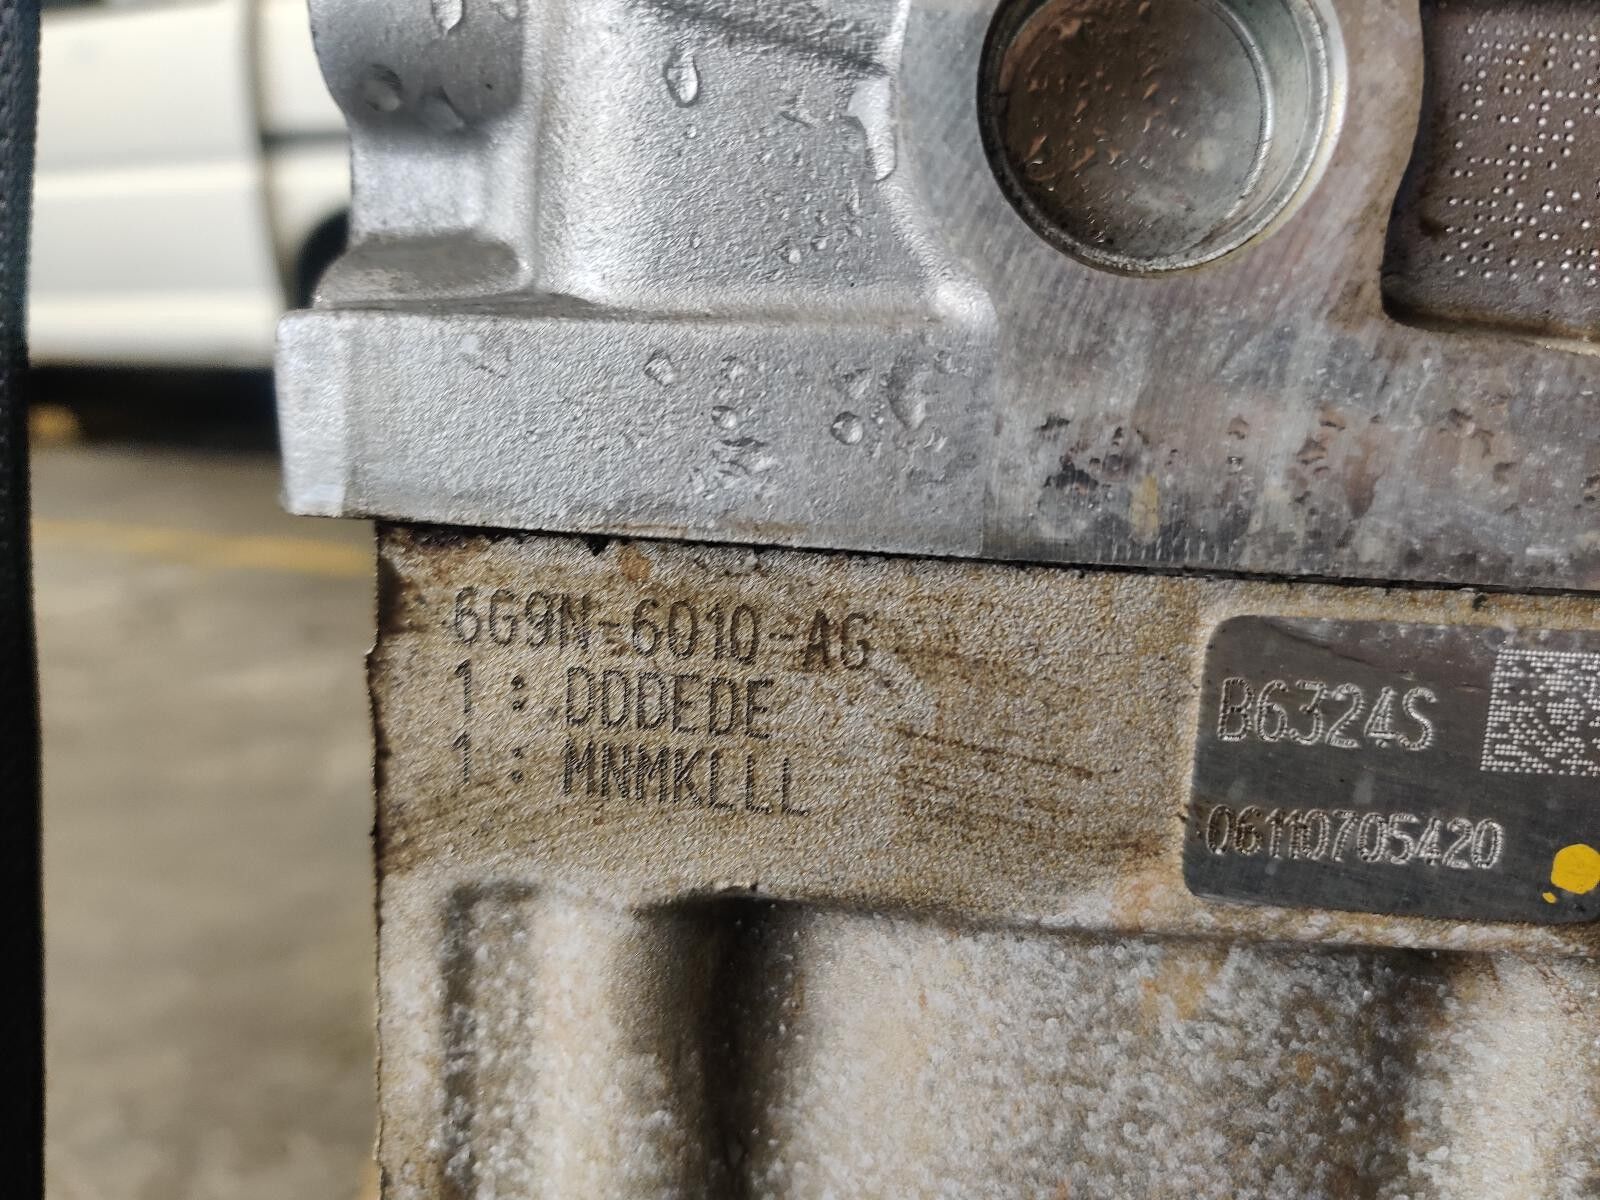 6G9N-6010-AG
1 : DDDEDE
1 : MNMKLLL
B6324S
06110705420